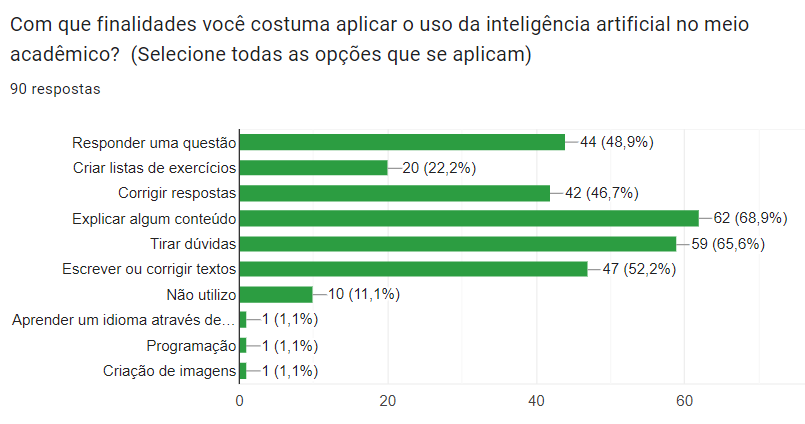 Com que finalidades você costuma aplicar o uso da inteligência artificial no meio
acadêmico?  (Selecione todas as opções que se aplicam)
90 respostas
Responder uma questão 44 (48,9%)
Criar listas de exercícios 20 (22,2%)
Corrigir respostas 42 (46,7%)
Explicar algum conteúdo 62 (68,9%)
Tirar dúvidas 59 (65,6%)
Escrever ou corrigir textos 47 (52,2%)
Não utilizo 10 (11,1%)
Aprender um idioma através de… 1 (1,1%)
Programação 1 (1,1%)
Criação de imagens 1 (1,1%)
0 20 40 60